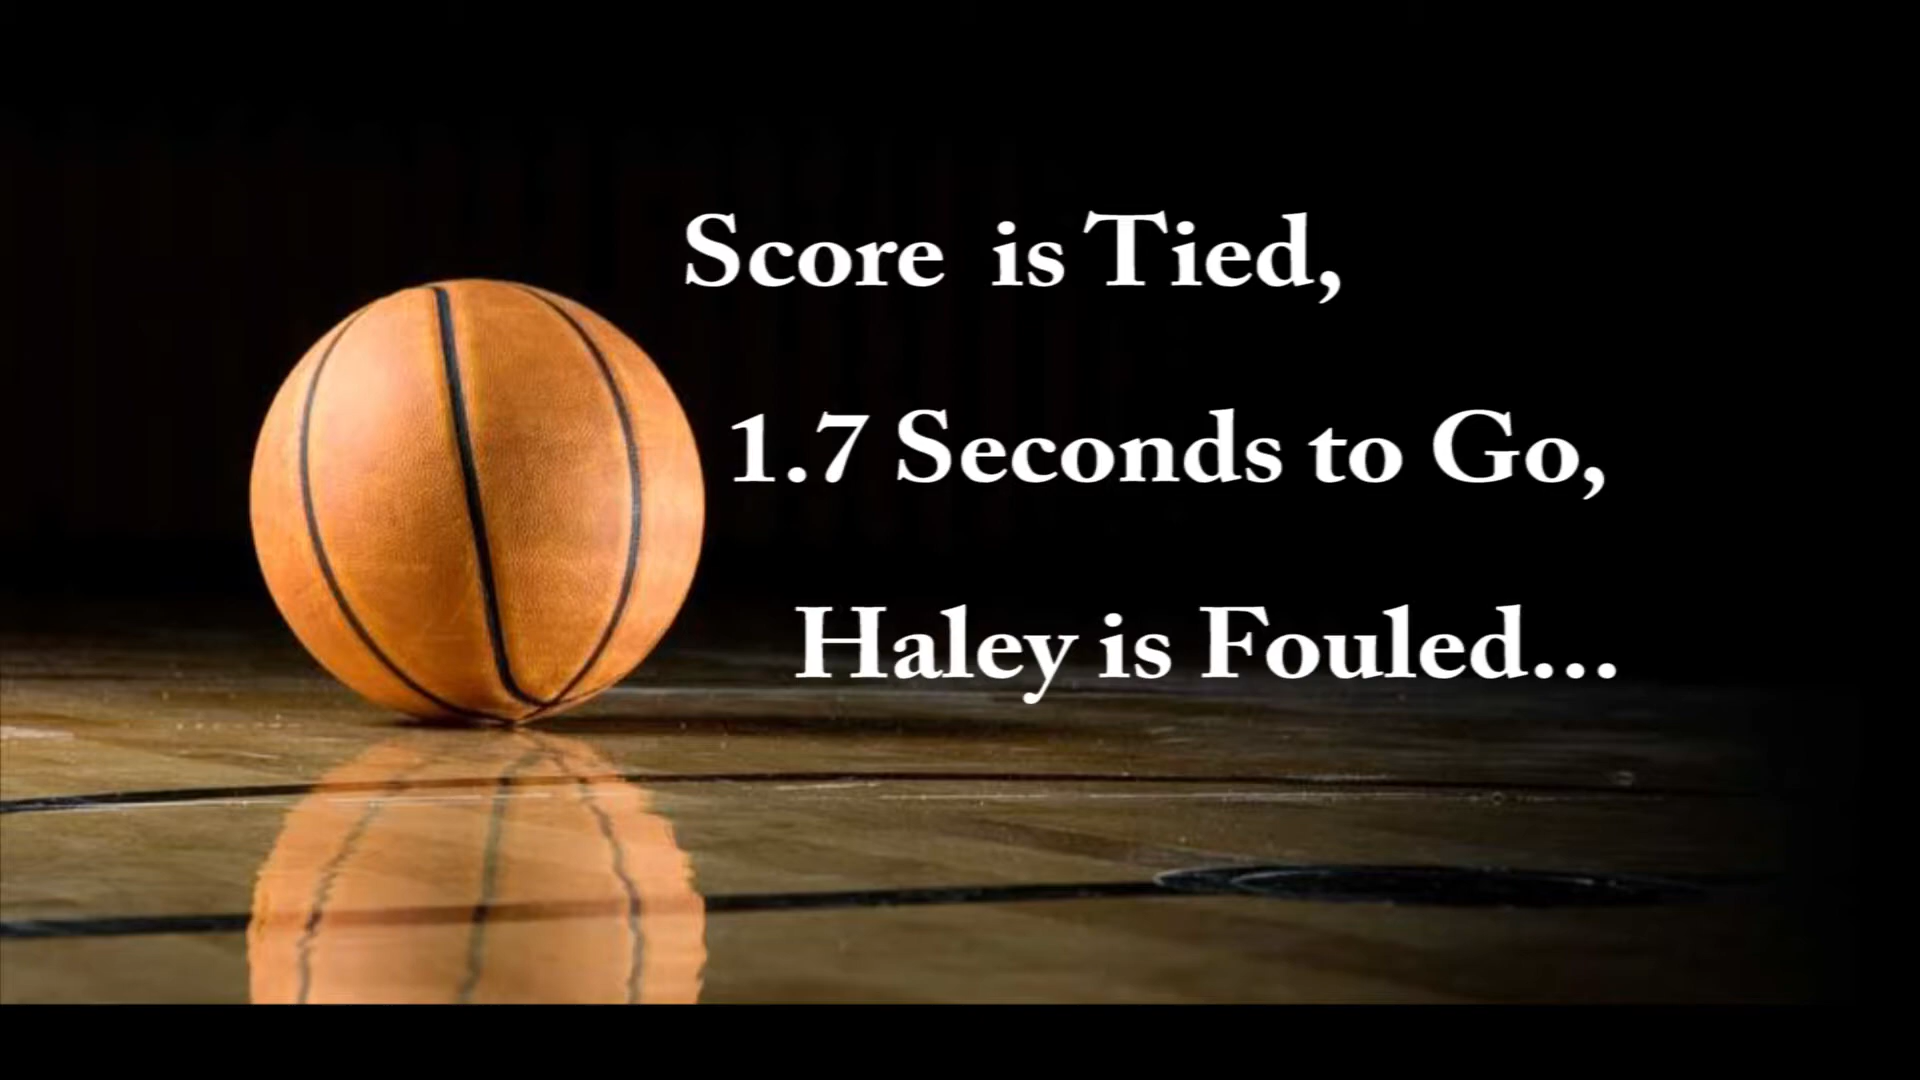 Score is Tied,
1.7 Seconds to Go,
Haley is Fouled...